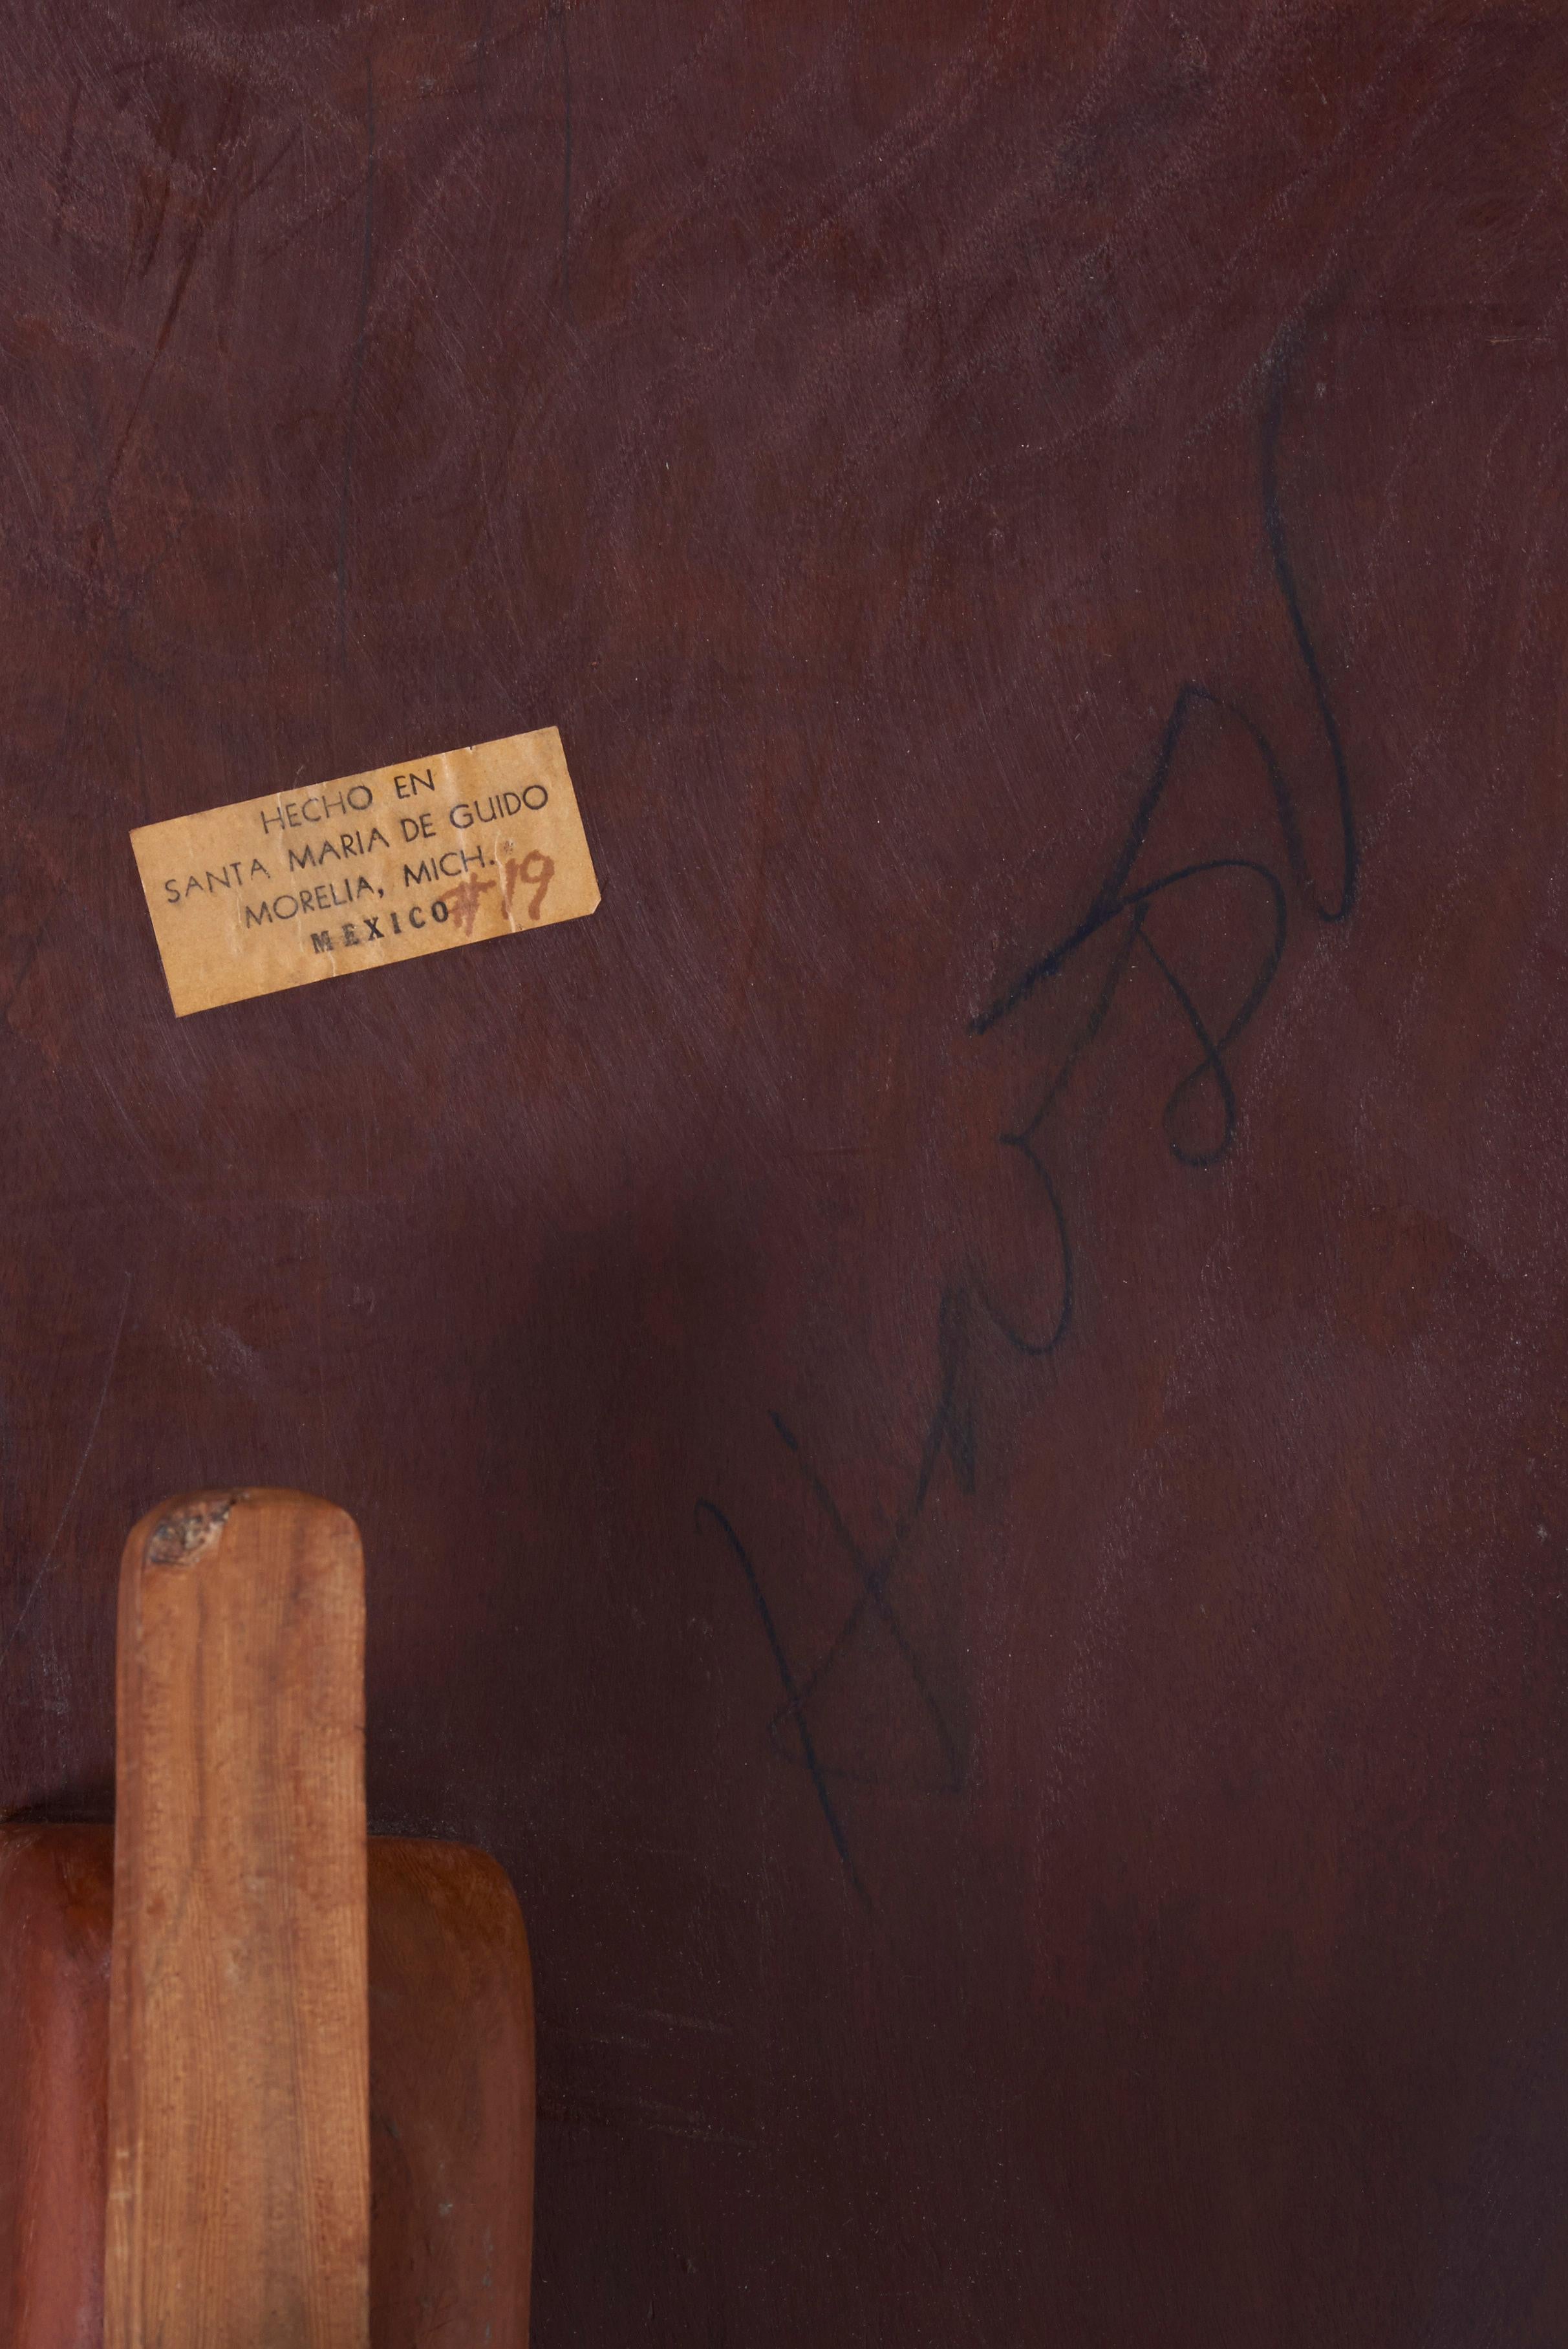 HECHO EN
SANTA MARIA DE GUIDO
MORELIA, MICH.
MEXICO #19